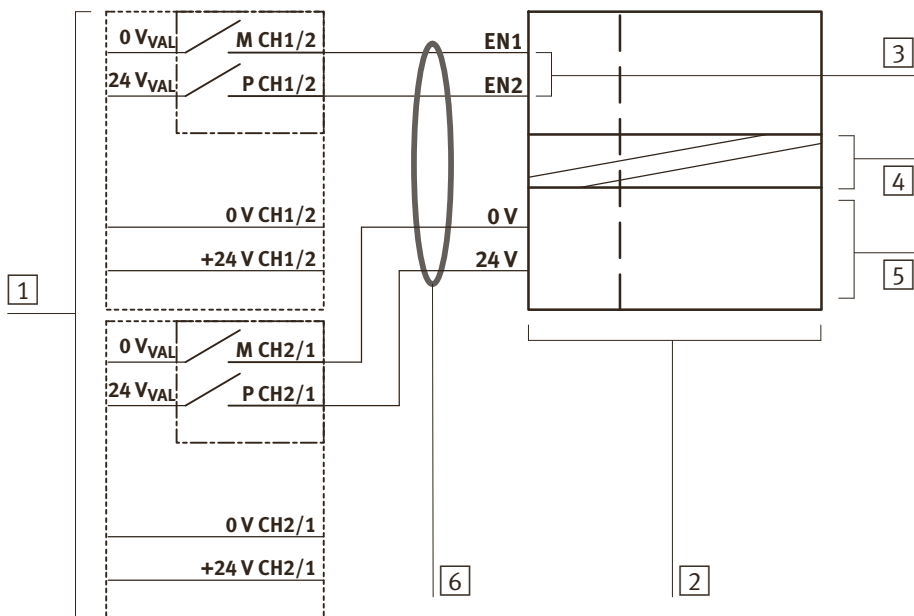 0 VVAL M CH1/2 EN1
24 VVAL P CH1/2 EN2
3
4
0 V CH1/2 0 V
+24 V CH1/2 24 V
5
1
0 VVAL M CH2/1
24 VVAL P CH2/1
0 V CH2/1
+24 V CH2/1
6 2